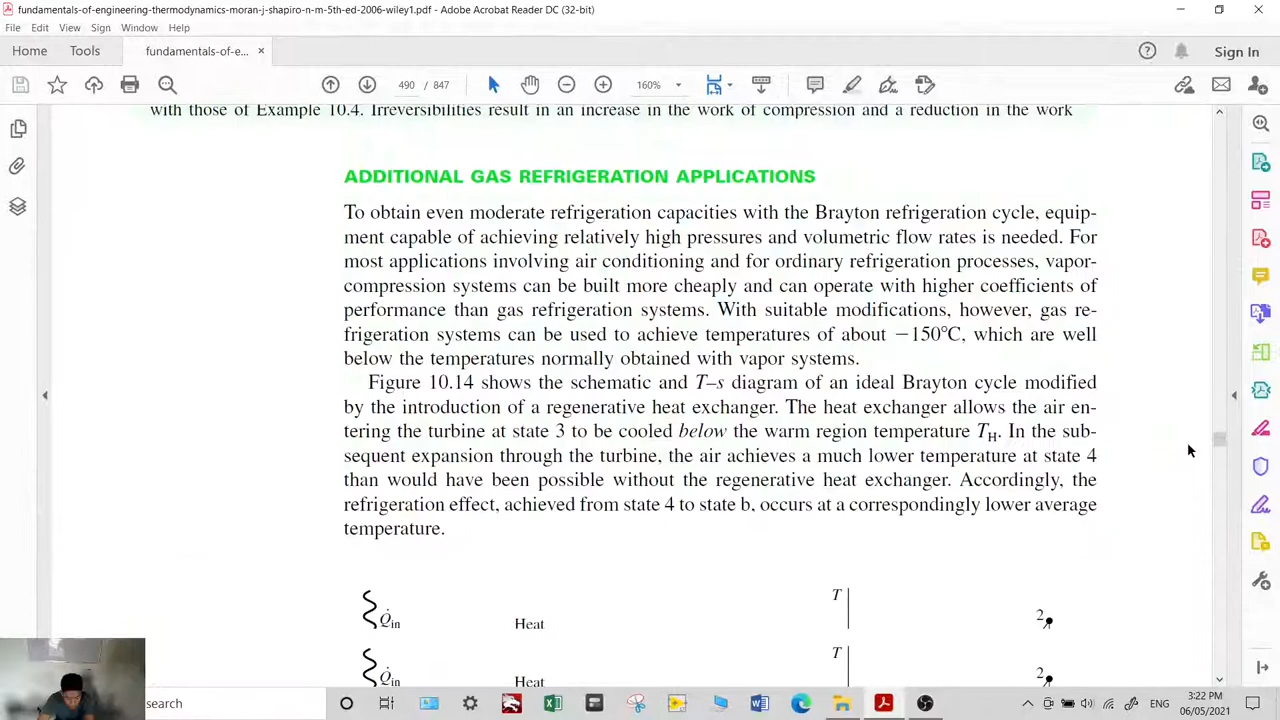 fundamentals-of-engineering-thermodynamics-moran-j-shapiro-n-m-5th-ed-2006-wiley1.pdf - Adobe Acrobat Reader DC (32-bit)
File Edit View Sign Window Help
Home Tools fundamentals-of-e... × Sign In
490 / 847 160%
with those of Example 10.4. Irreversibilities result in an increase in the work of compression and a reduction in the work
ADDITIONAL GAS REFRIGERATION APPLICATIONS
To obtain even moderate refrigeration capacities with the Brayton refrigeration cycle, equip-
ment capable of achieving relatively high pressures and volumetric flow rates is needed. For
most applications involving air conditioning and for ordinary refrigeration processes, vapor-
compression systems can be built more cheaply and can operate with higher coefficients of
performance than gas refrigeration systems. With suitable modifications, however, gas re-
frigeration systems can be used to achieve temperatures of about −150°C, which are well
below the temperatures normally obtained with vapor systems.
Figure 10.14 shows the schematic and T–s diagram of an ideal Brayton cycle modified
by the introduction of a regenerative heat exchanger. The heat exchanger allows the air en-
tering the turbine at state 3 to be cooled below the warm region temperature TH. In the sub-
sequent expansion through the turbine, the air achieves a much lower temperature at state 4
than would have been possible without the regenerative heat exchanger. Accordingly, the
refrigeration effect, achieved from state 4 to state b, occurs at a correspondingly lower average
temperature.
T
Q̇in Heat 2
T
Q̇in Heat 2
search
ENG 3:22 PM
06/05/2021